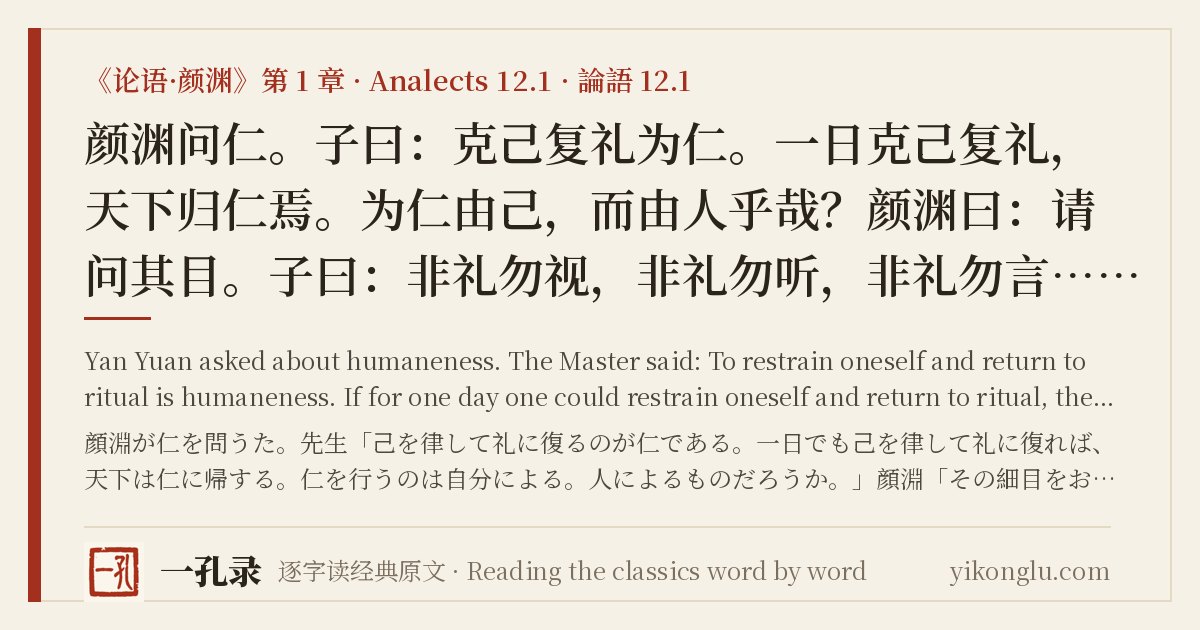 《论语·颜渊》第 1 章 · Analects 12.1 · 論語 12.1
颜渊问仁。子曰：克己复礼为仁。一日克己复礼，
天下归仁焉。为仁由己，而由人乎哉？颜渊曰：请
问其目。子曰：非礼勿视，非礼勿听，非礼勿言……
Yan Yuan asked about humaneness. The Master said: To restrain oneself and return to
ritual is humaneness. If for one day one could restrain oneself and return to ritual, the...
顔淵が仁を問うた。先生「己を律して礼に復るのが仁である。一日でも己を律して礼に復れば、
天下は仁に帰する。仁を行うのは自分による。人によるものだろうか。」顔淵「その細目をお…
一孔
一孔录 逐字读经典原文 · Reading the classics word by word yikonglu.com